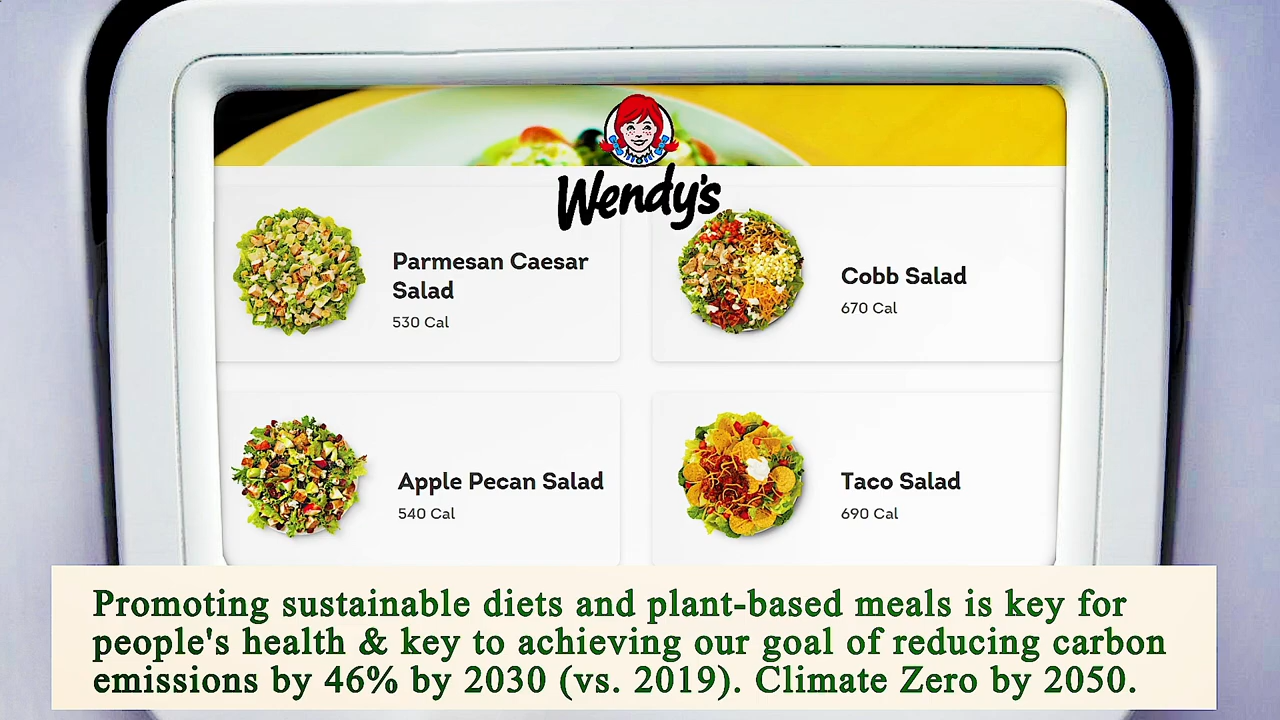 Wendy's
Parmesan Caesar
Salad
530 Cal
Cobb Salad
670 Cal
Apple Pecan Salad
540 Cal
Taco Salad
690 Cal
Promoting sustainable diets and plant-based meals is key for
people's health & key to achieving our goal of reducing carbon
emissions by 46% by 2030 (vs. 2019). Climate Zero by 2050.